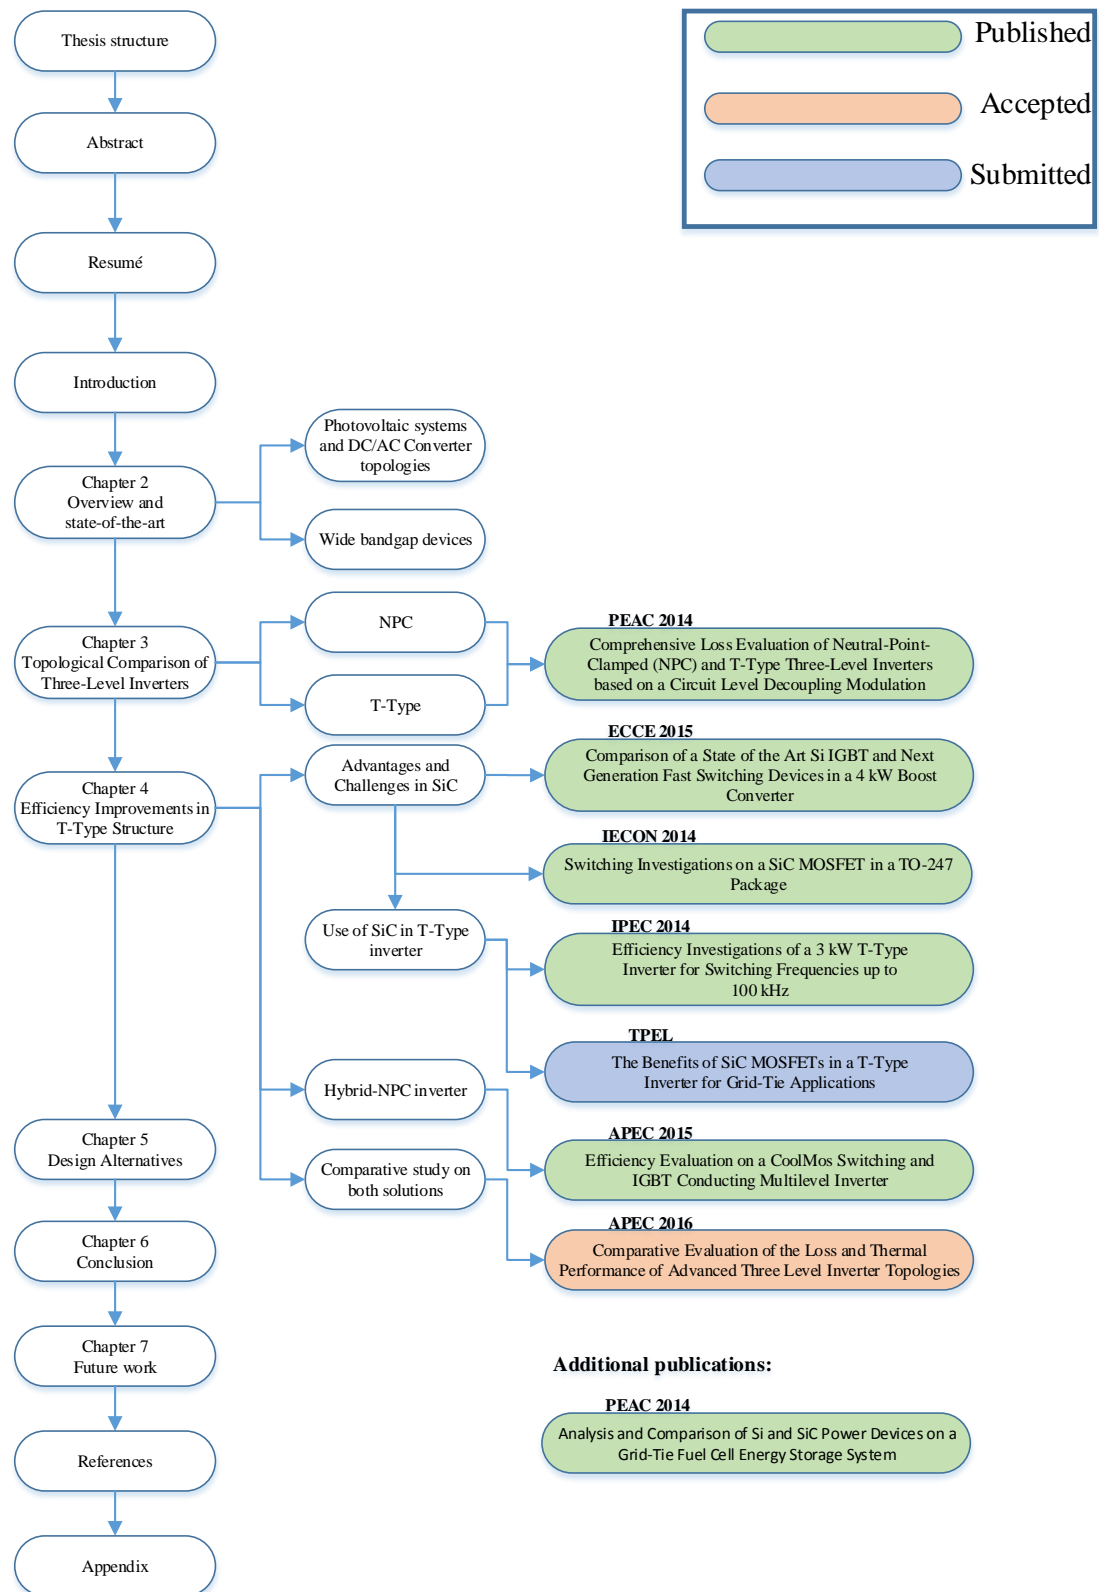 Thesis structure
Abstract
Resumé
Introduction
Published
Accepted
Submitted
Chapter 2
Overview and
state-of-the-art
Photovoltaic systems
and DC/AC Converter
topologies
Wide bandgap devices
Chapter 3
Topological Comparison of
Three-Level Inverters
NPC
T-Type
PEAC 2014
Comprehensive Loss Evaluation of Neutral-Point-
Clamped (NPC) and T-Type Three-Level Inverters
based on a Circuit Level Decoupling Modulation
Chapter 4
Efficiency Improvements in
T-Type Structure
Advantages and
Challenges in SiC
ECCE 2015
Comparison of a State of the Art Si IGBT and Next
Generation Fast Switching Devices in a 4 kW Boost
Converter
IECON 2014
Switching Investigations on a SiC MOSFET in a TO-247
Package
Use of SiC in T-Type
inverter
IPEC 2014
Efficiency Investigations of a 3 kW T-Type
Inverter for Switching Frequencies up to
100 kHz
TPEL
The Benefits of SiC MOSFETs in a T-Type
Inverter for Grid-Tie Applications
Hybrid-NPC inverter
APEC 2015
Efficiency Evaluation on a CoolMos Switching and
IGBT Conducting Multilevel Inverter
Comparative study on
both solutions
APEC 2016
Comparative Evaluation of the Loss and Thermal
Performance of Advanced Three Level Inverter Topologies
Chapter 5
Design Alternatives
Chapter 6
Conclusion
Chapter 7
Future work
References
Appendix
Additional publications:
PEAC 2014
Analysis and Comparison of Si and SiC Power Devices on a
Grid-Tie Fuel Cell Energy Storage System